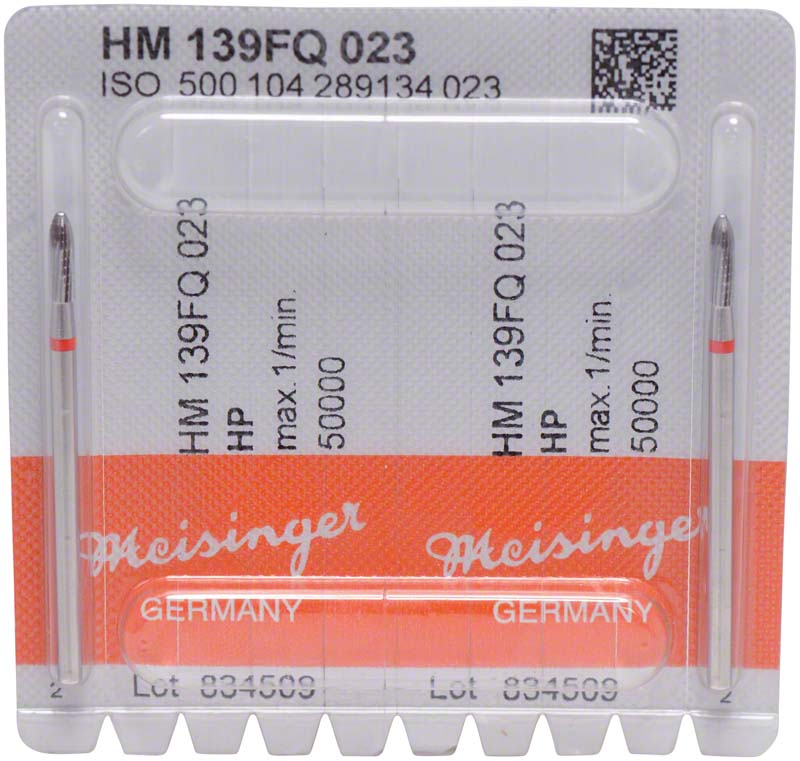 HM 139FQ 023
ISO 500 104 289134 023
HM 139FQ 023
HP
max. 1/min.
50000
HM 139FQ 023
HP
max. 1/min.
50000
Meisinger
GERMANY
Meisinger
GERMANY
2
Lot 834509
Lot 834509
2